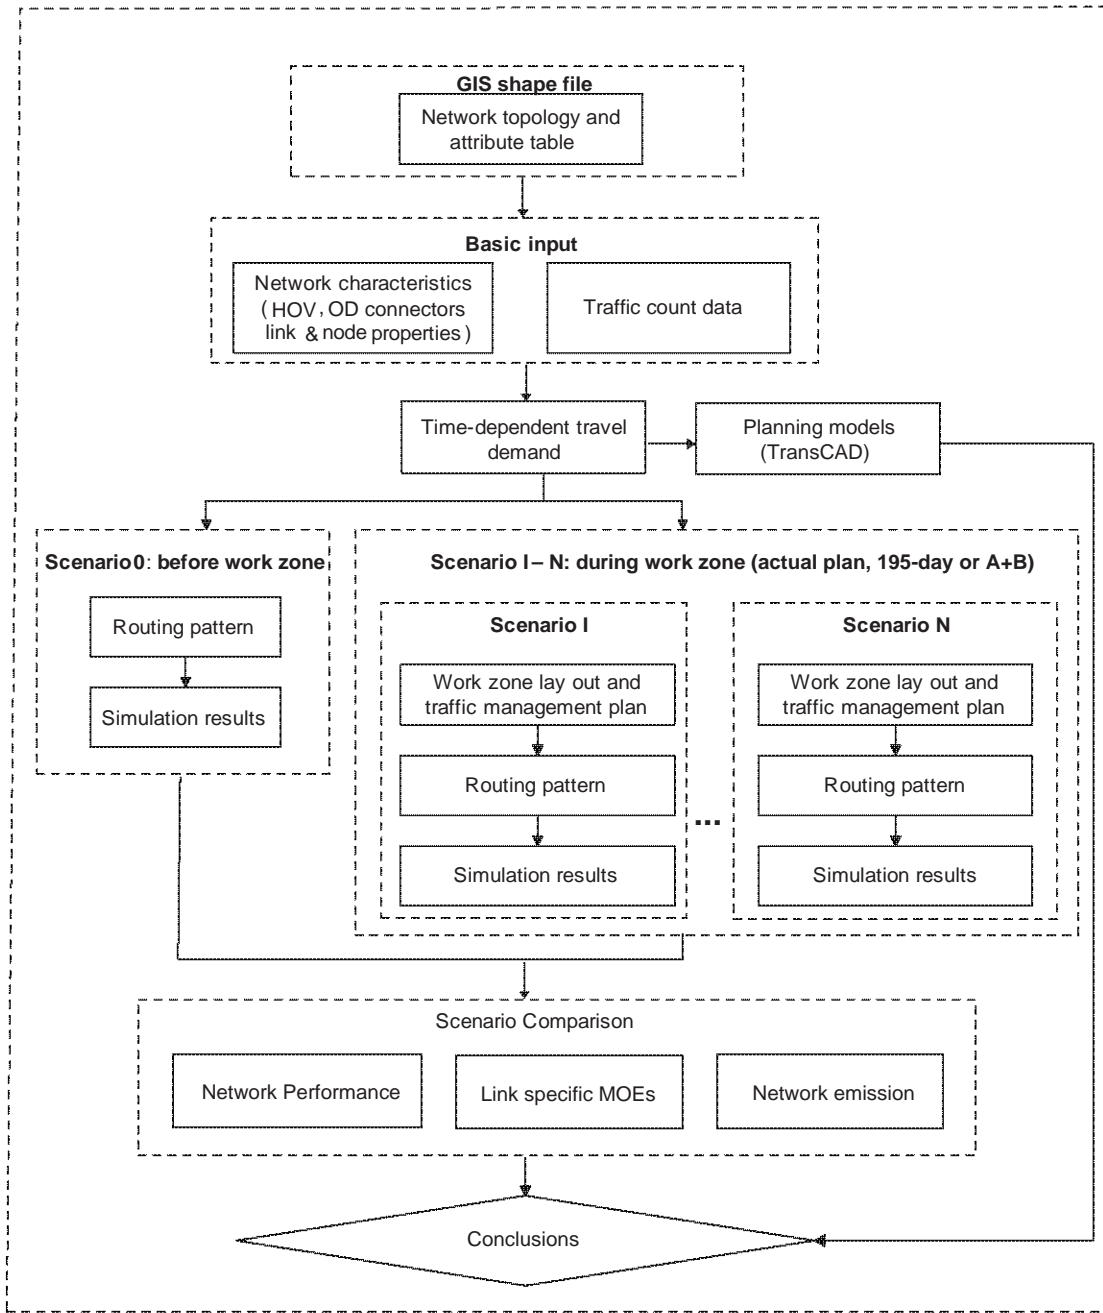 GIS shape file
Network topology and
attribute table
Basic input
Network characteristics
(HOV, OD connectors
link & node properties)
Traffic count data
Time-dependent travel
demand
Planning models
(TransCAD)
Scenario 0: before work zone
Routing pattern
Simulation results
Scenario I – N: during work zone (actual plan, 195-day or A+B)
Scenario I
Work zone lay out and
traffic management plan
Routing pattern
Simulation results
...
Scenario N
Work zone lay out and
traffic management plan
Routing pattern
Simulation results
Scenario Comparison
Network Performance
Link specific MOEs
Network emission
Conclusions